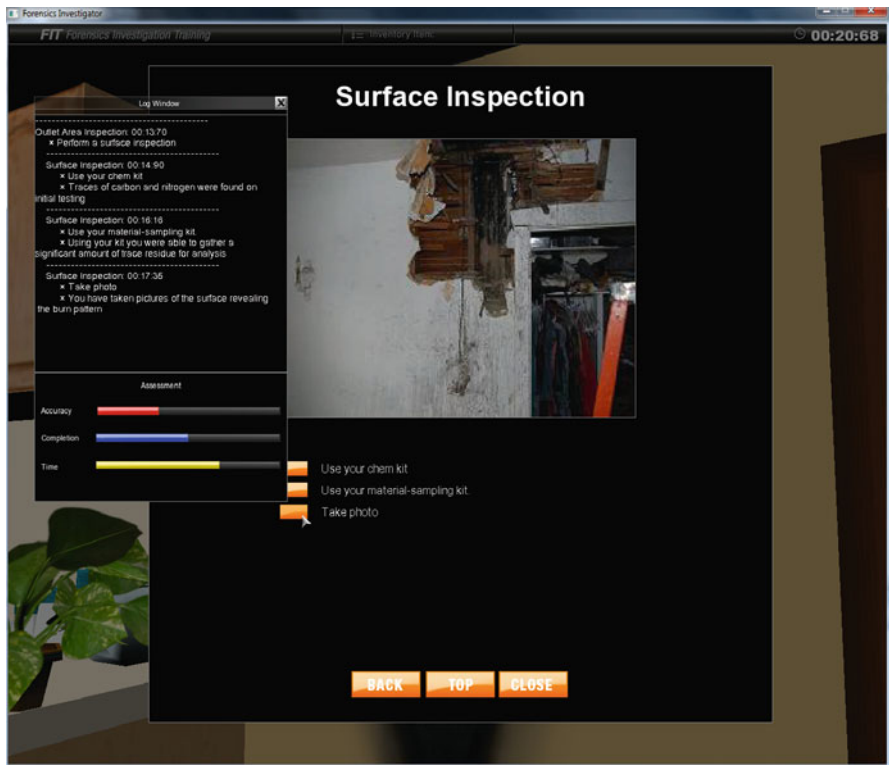 Forensics Investigator
FIT Forensics Investigation Training
Inventory Item
00:20:68
Surface Inspection
Log Window
X
--------------------------------------------
Outlet Area Inspection: 00:13:70
× Perform a surface inspection
--------------------------------------------
Surface Inspection: 00:14:90
× Use your chem kit
× Traces of carbon and nitrogen were found on
initial testing
--------------------------------------------
Surface Inspection: 00:16:16
× Use your material-sampling kit
× Using your kit you were able to gather a
significant amount of trace residue for analysis
--------------------------------------------
Surface Inspection: 00:17:35
× Take photo
× You have taken pictures of the surface revealing
the burn pattern
Assessment
Accuracy
Completion
Time
Use your chem kit
Use your material-sampling kit.
Take photo
BACK
TOP
CLOSE